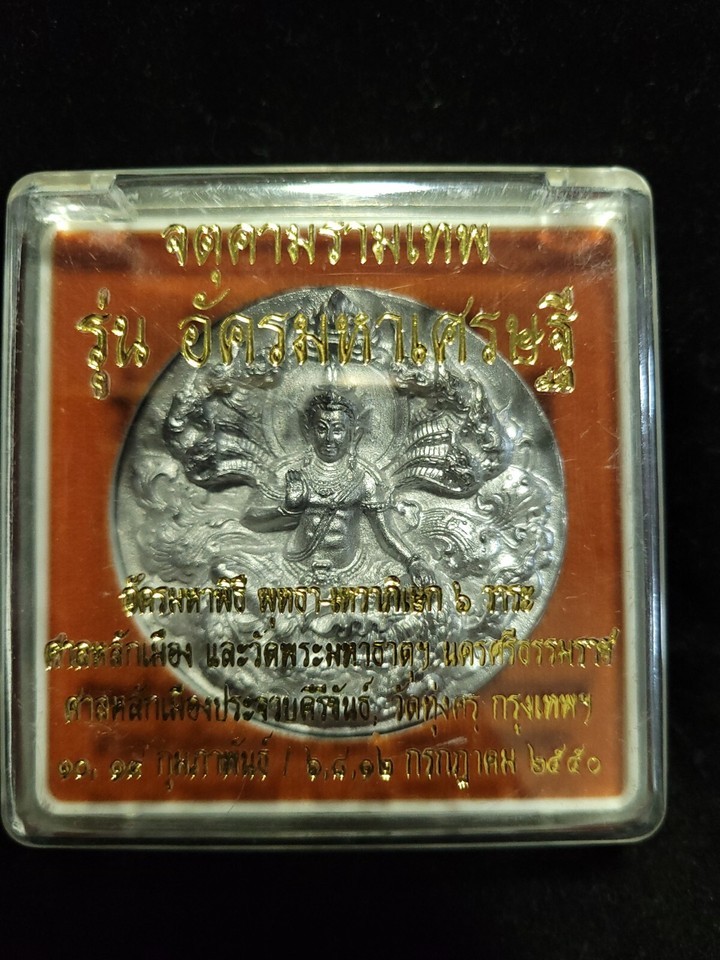 จตุคามรามเทพ
รุ่น อัครมหาเศรษฐี
๕๑
อัครมหาพิธี พุทธา-เทวาภิเษก ๖ วาระ
ศาลหลักเมือง และวัดพระมหาธาตุฯ นครศรีธรรมราช
ศาลหลักเมืองประจวบคีรีขันธ์, วัดทุ่งครุ กรุงเทพฯ
๑๐, ๑๙ กุมภาพันธ์ / ๖,๘,๑๒ กรกฎาคม ๒๕๕๐